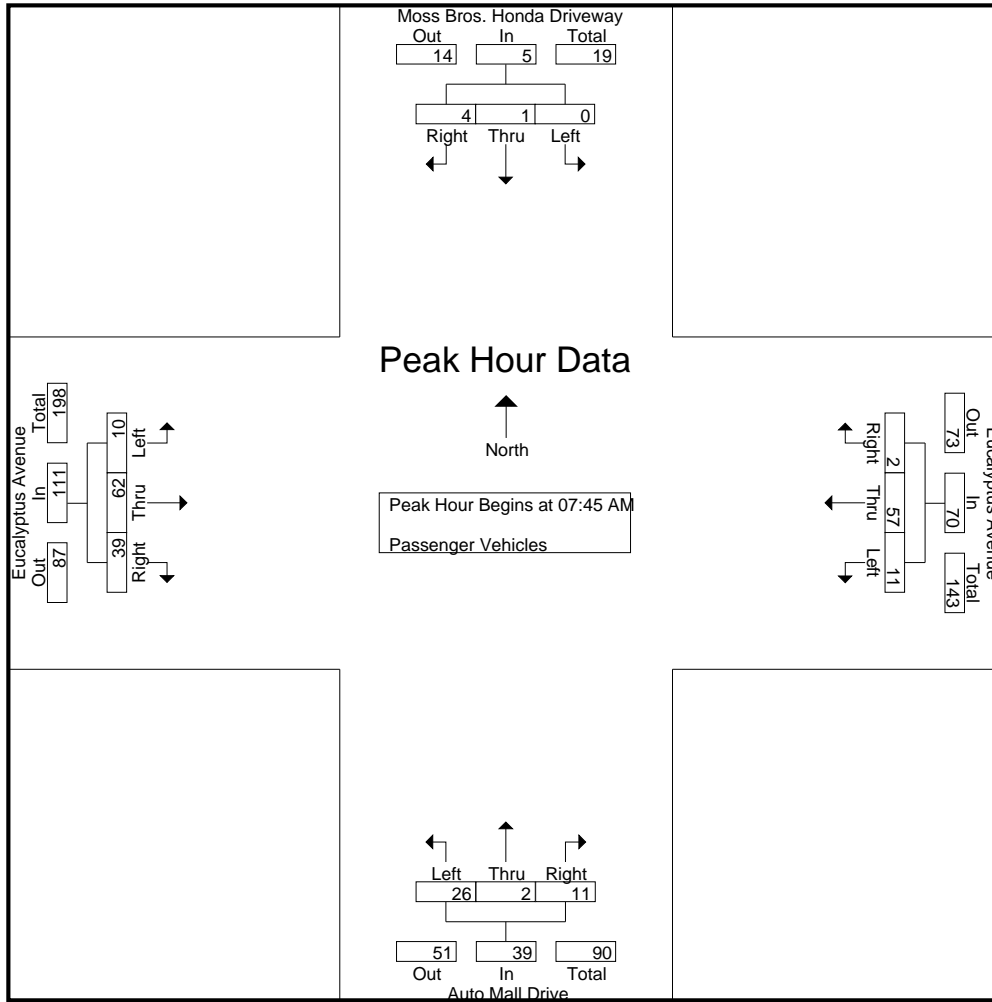 Moss Bros. Honda Driveway
Out In Total
14 5 19
4 1 0
Right Thru Left
Peak Hour Data
North
Peak Hour Begins at 07:45 AM
Passenger Vehicles
Eucalyptus Avenue
Out In Total
87 111 198
Left Thru Right
10 62 39
Eucalyptus Avenue
Out In Total
73 70 143
Right Thru Left
2 57 11
Left Thru Right
26 2 11
51 39 90
Out In Total
Auto Mall Drive